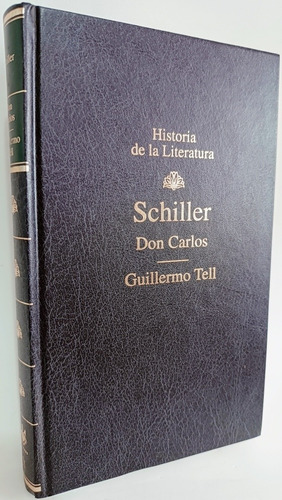 Historia
de la Literatura
Schiller
Don Carlos
Guillermo Tell